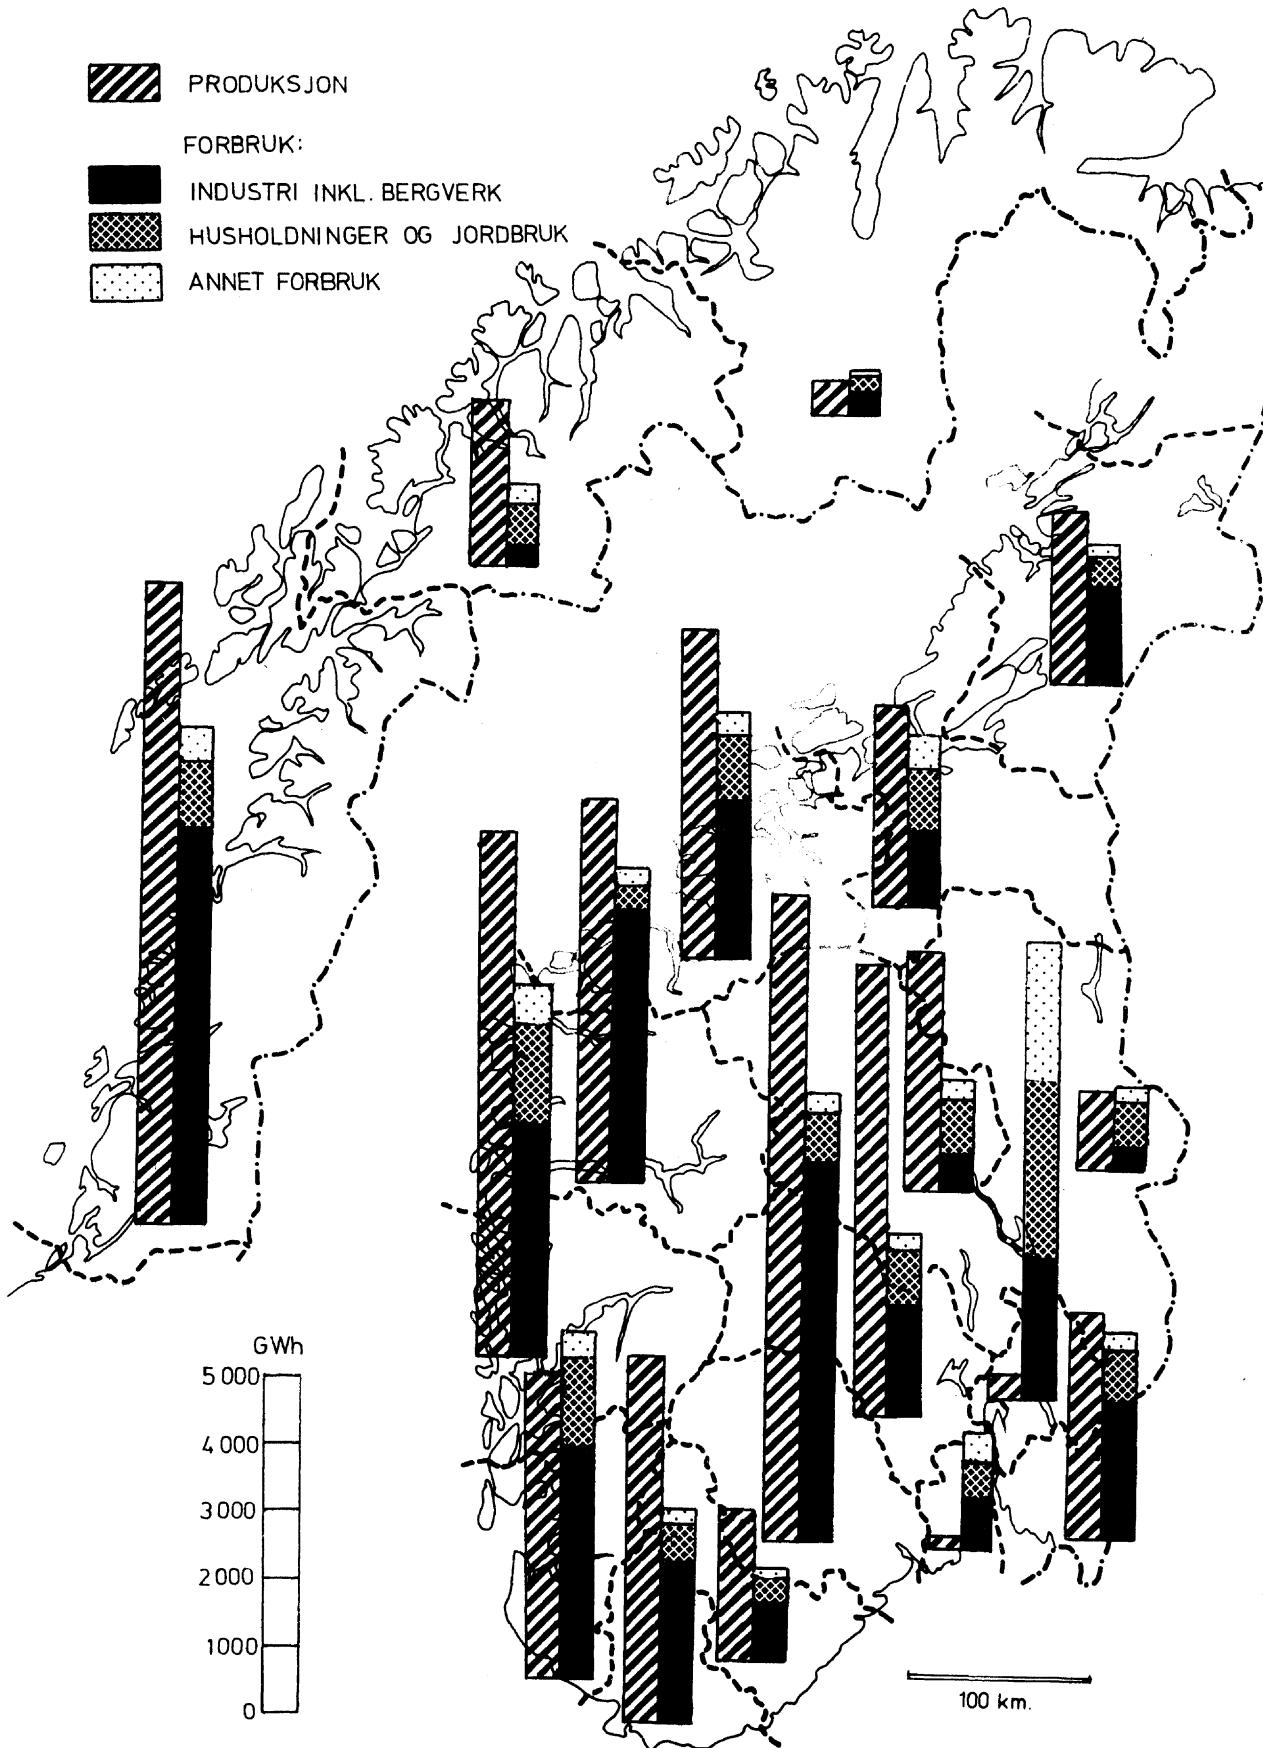 PRODUKSJON
FORBRUK:
INDUSTRI INKL. BERGVERK
HUSHOLDNINGER OG JORDBRUK
ANNET FORBRUK
GWh
5 000
4 000
3 000
2 000
1000
0
100 km.